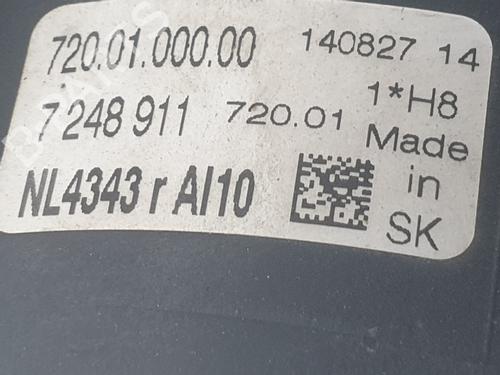 720.01.000.00 140827 14
7 248 911 720.01 1*H8
NL4343 r AI10 Made
in
SK